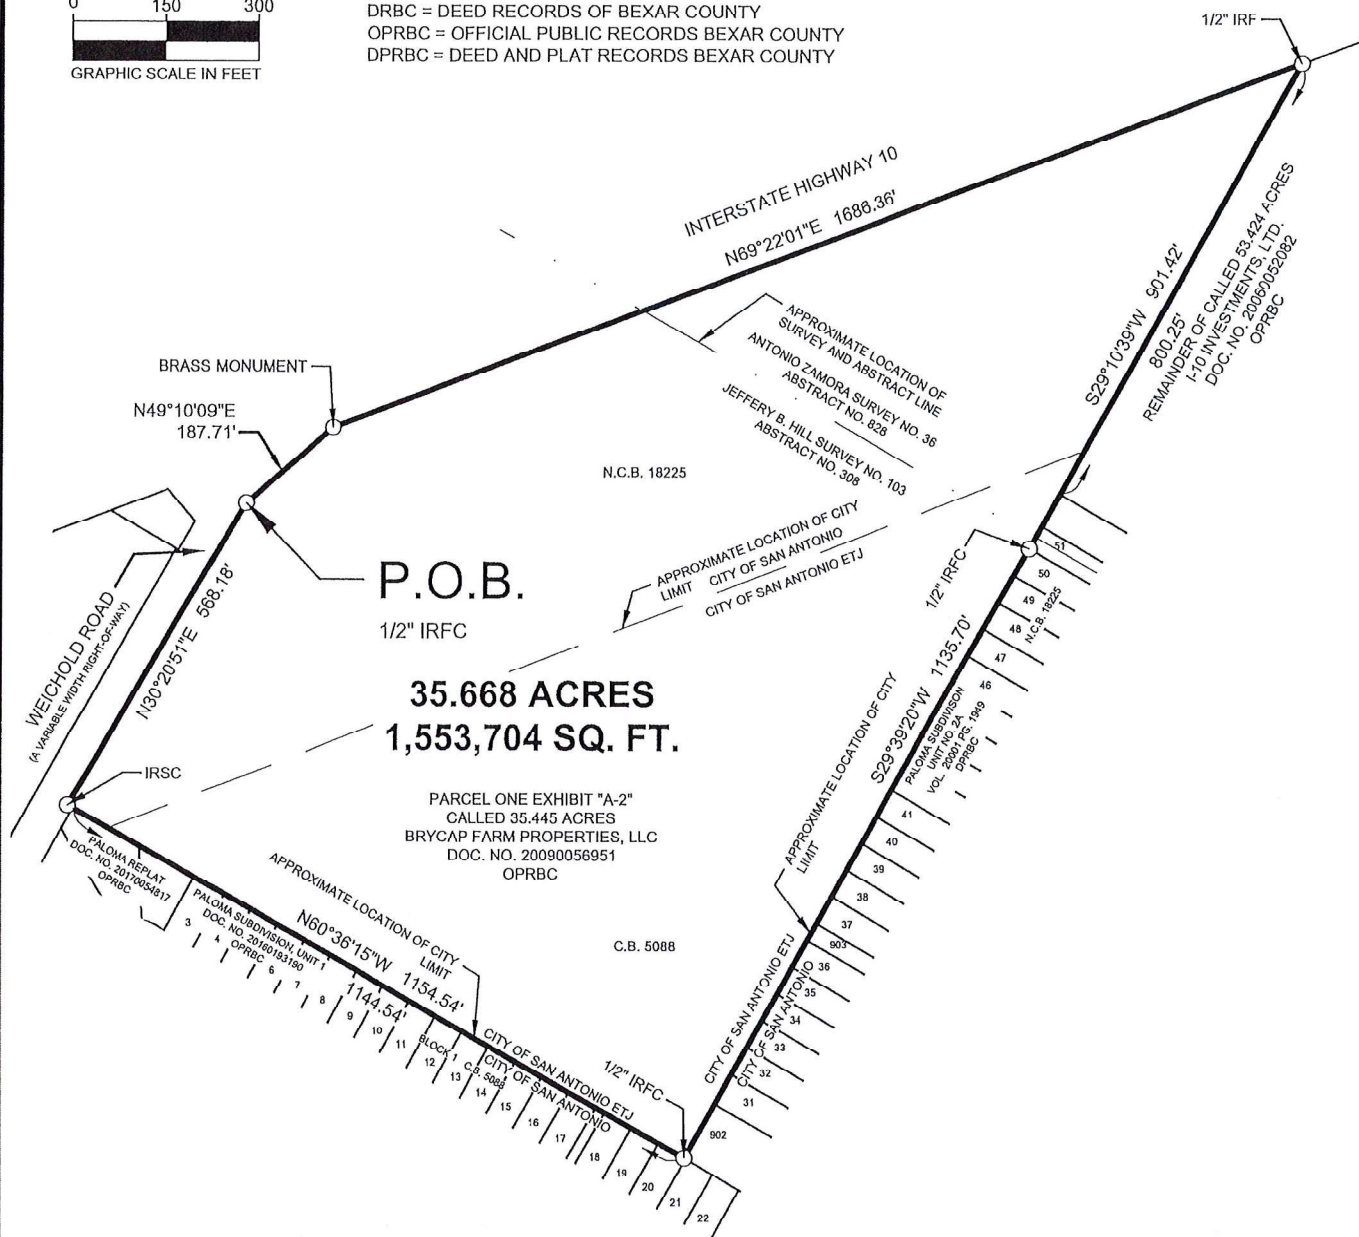 0 150 300
GRAPHIC SCALE IN FEET
DRBC = DEED RECORDS OF BEXAR COUNTY
OPRBC = OFFICIAL PUBLIC RECORDS BEXAR COUNTY
DPRBC = DEED AND PLAT RECORDS BEXAR COUNTY
1/2" IRF
INTERSTATE HIGHWAY 10
N69°22'01"E 1686.36'
S29°10'39"W 901.42'
800.25'
REMAINDER OF CALLED 53.424 ACRES
I-10 INVESTMENTS, LTD.
DOC. NO. 20060052082
OPRBC
APPROXIMATE LOCATION OF
SURVEY AND ABSTRACT LINE
ANTONIO ZAMORA SURVEY NO. 36
ABSTRACT NO. 828
JEFFERY B. HILL SURVEY NO. 103
ABSTRACT NO. 308
BRASS MONUMENT
N49°10'09"E
187.71'
N.C.B. 18225
APPROXIMATE LOCATION OF CITY
LIMIT CITY OF SAN ANTONIO
CITY OF SAN ANTONIO ETJ
P.O.B.
1/2" IRFC
WEICHOLD ROAD
(A VARIABLE WIDTH RIGHT-OF-WAY)
N30°20'51"E 568.18'
35.668 ACRES
1,553,704 SQ. FT.
IRSC
PARCEL ONE EXHIBIT "A-2"
CALLED 35.445 ACRES
BRYCAP FARM PROPERTIES, LLC
DOC. NO. 20090056951
OPRBC
1/2" IRFC
51
50
49
48
N.C.B. 18225
47
46
S29°39'20"W 1135.70'
PALOMA SUBDIVISION
UNIT NO. 2A
VOL. 20001 PG. 1949
DPRBC
APPROXIMATE LOCATION OF CITY
LIMIT
41
40
39
38
37
903
36
35
34
33
32
31
902
CITY OF SAN ANTONIO ETJ
CITY OF SAN ANTONIO
C.B. 5088
PALOMA REPLAT
DOC. NO. 20170054817
OPRBC
PALOMA SUBDIVISION, UNIT 1
DOC. NO. 20160193190
OPRBC
APPROXIMATE LOCATION OF CITY
LIMIT
N60°36'15"W 1154.54'
1144.54'
3
4
6
7
8
9
10
11
12
13
14
15
16
17
18
19
20
21
22
BLOCK 1
C.B. 5088
CITY OF SAN ANTONIO ETJ
CITY OF SAN ANTONIO
1/2" IRFC